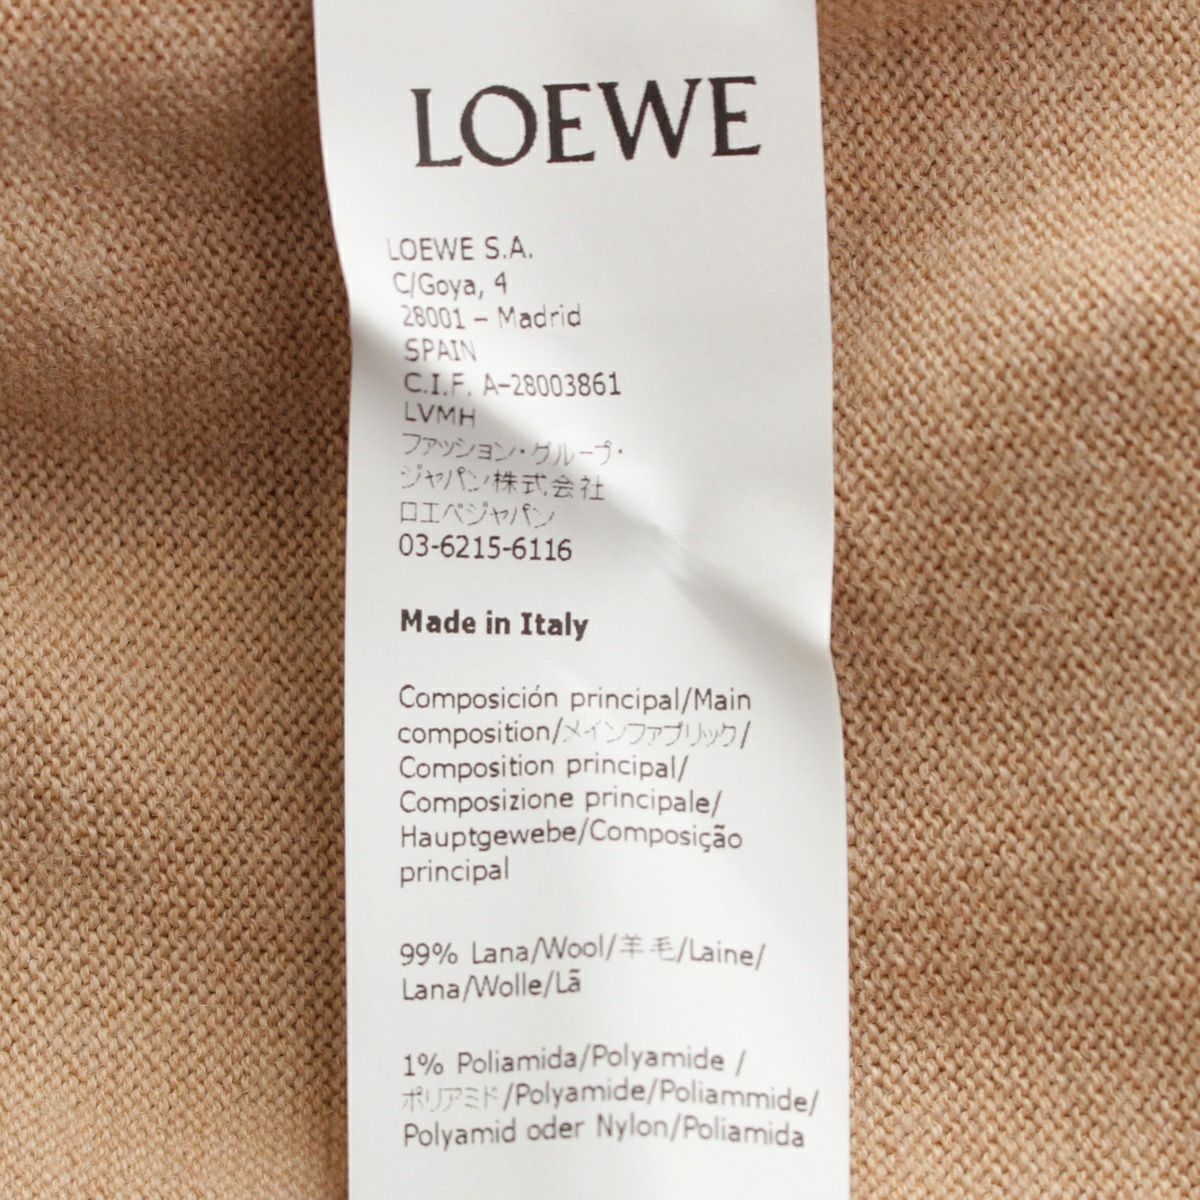 LOEWE
LOEWE S.A.
C/Goya, 4
28001 – Madrid
SPAIN
C.I.F. A-28003861
LVMH
ファッション・グループ・
ジャパン株式会社
ロエベジャパン
03-6215-6116
Made in Italy
Composición principal/Main
composition/メインファブリック/
Composition principal/
Composizione principale/
Hauptgewebe/Composição
principal
99% Lana/Wool/羊毛/Laine/
Lana/Wolle/Lã
1% Poliamida/Polyamide /
ポリアミド/Polyamide/Poliammide/
Polyamid oder Nylon/Poliamida